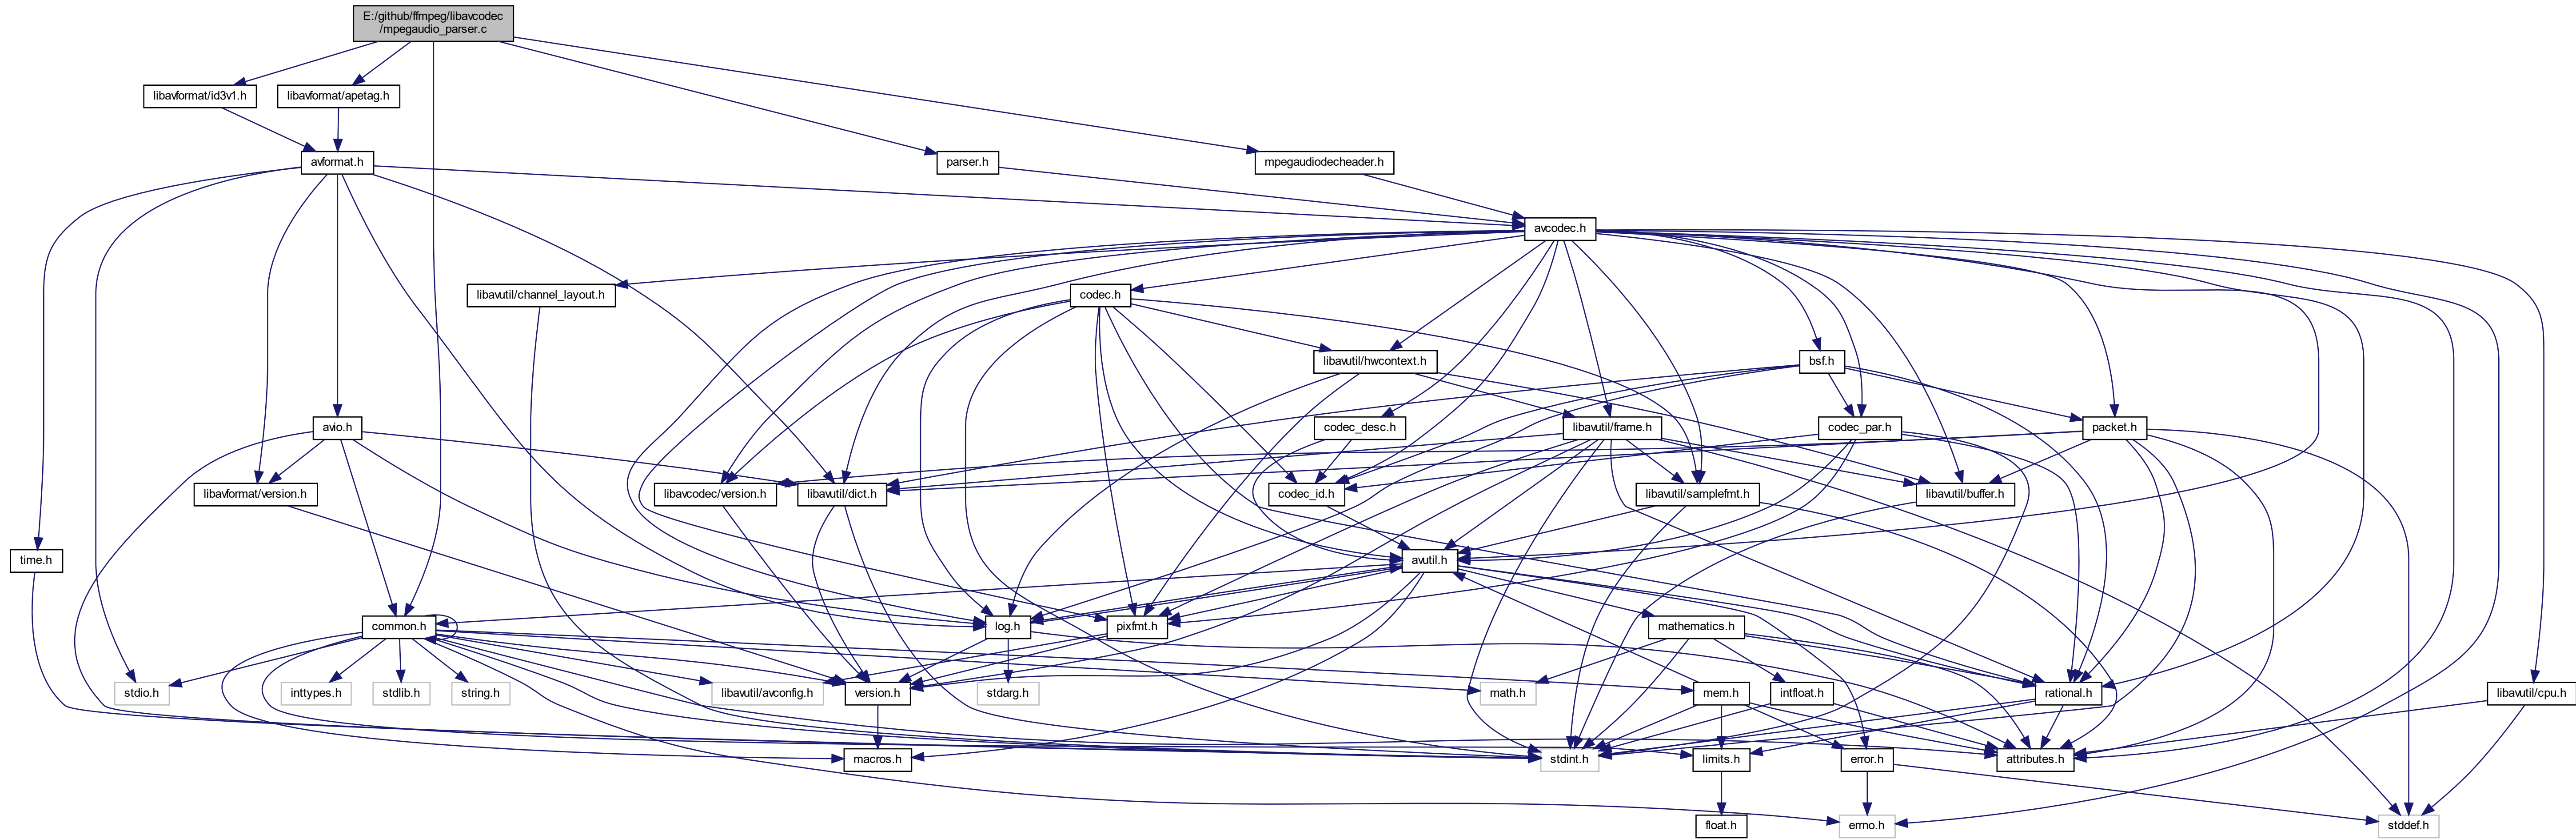 E:/github/ffmpeg/libavcodec
/mpegaudio_parser.c
libavformat/id3v1.h
libavformat/apetag.h
avformat.h
parser.h
mpegaudiodecheader.h
avcodec.h
libavutil/channel_layout.h
codec.h
libavutil/hwcontext.h
bsf.h
avio.h
codec_desc.h
libavutil/frame.h
codec_par.h
packet.h
libavformat/version.h
libavcodec/version.h
libavutil/dict.h
codec_id.h
libavutil/samplefmt.h
libavutil/buffer.h
time.h
avutil.h
common.h
log.h
pixfmt.h
mathematics.h
stdio.h
inttypes.h
stdlib.h
string.h
libavutil/avconfig.h
version.h
stdarg.h
math.h
mem.h
intfloat.h
rational.h
libavutil/cpu.h
macros.h
stdint.h
limits.h
error.h
attributes.h
float.h
errno.h
stddef.h